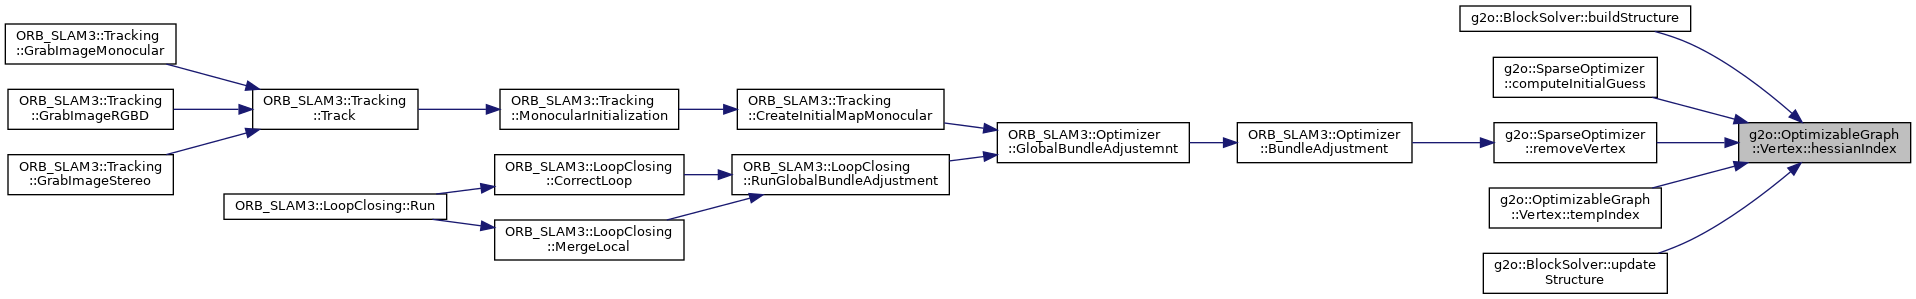 ORB_SLAM3::Tracking
::GrabImageMonocular
ORB_SLAM3::Tracking
::GrabImageRGBD
ORB_SLAM3::Tracking
::GrabImageStereo
ORB_SLAM3::Tracking
::Track
ORB_SLAM3::LoopClosing::Run
ORB_SLAM3::Tracking
::MonocularInitialization
ORB_SLAM3::LoopClosing
::CorrectLoop
ORB_SLAM3::LoopClosing
::MergeLocal
ORB_SLAM3::Tracking
::CreateInitialMapMonocular
ORB_SLAM3::LoopClosing
::RunGlobalBundleAdjustment
ORB_SLAM3::Optimizer
::GlobalBundleAdjustemnt
ORB_SLAM3::Optimizer
::BundleAdjustment
g2o::BlockSolver::buildStructure
g2o::SparseOptimizer
::computeInitialGuess
g2o::SparseOptimizer
::removeVertex
g2o::OptimizableGraph
::Vertex::tempIndex
g2o::BlockSolver::update
Structure
g2o::OptimizableGraph
::Vertex::hessianIndex